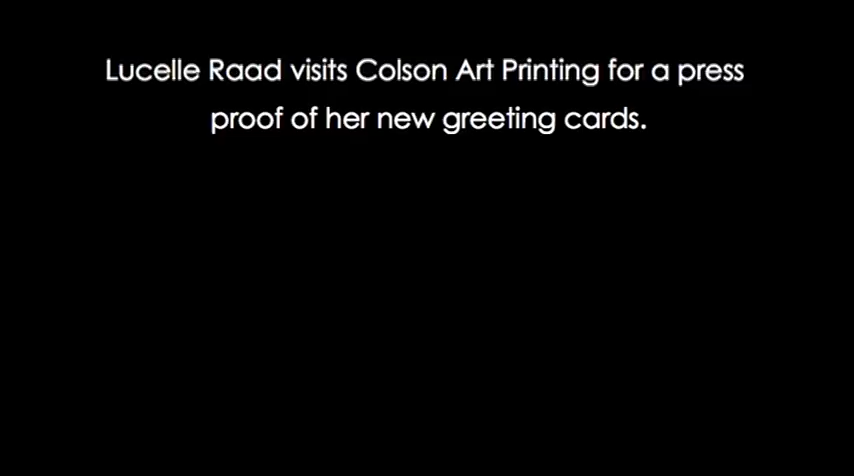 Lucelle Raad visits Colson Art Printing for a press
proof of her new greeting cards.